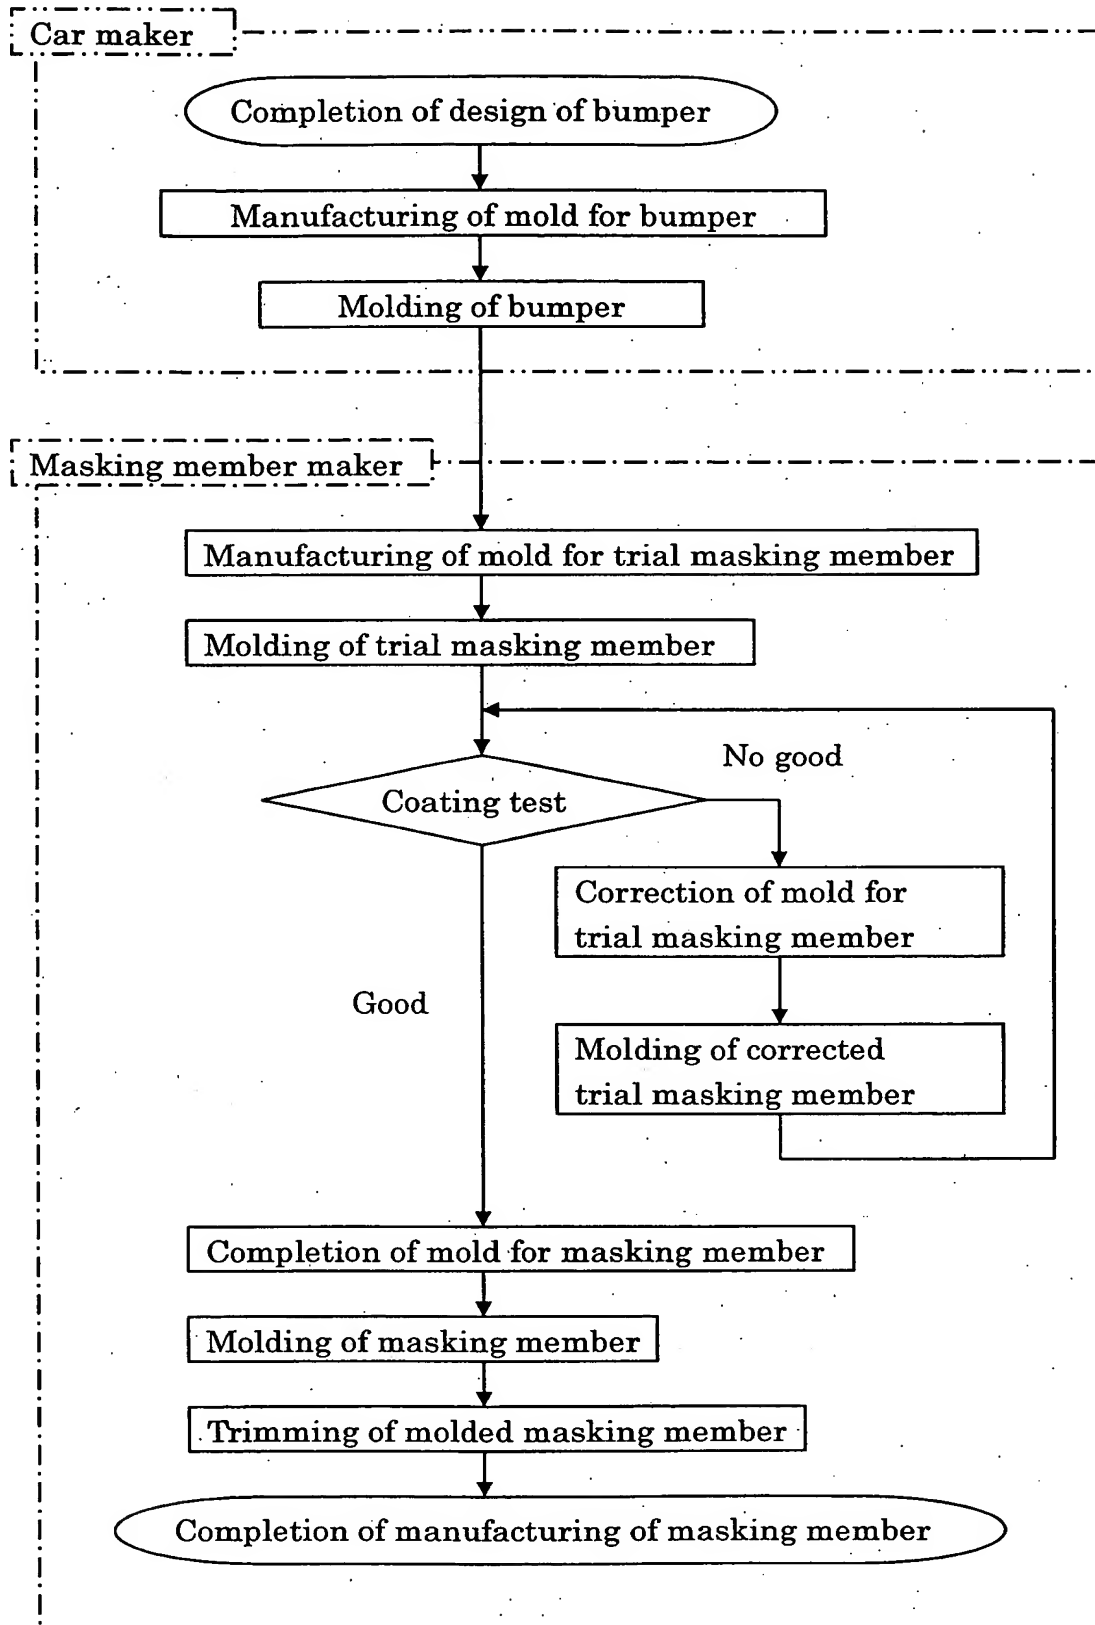 Car maker
Completion of design of bumper
Manufacturing of mold for bumper
Molding of bumper
Masking member maker
Manufacturing of mold for trial masking member
Molding of trial masking member
No good
Coating test
Correction of mold for
trial masking member
Good
Molding of corrected
trial masking member
Completion of mold for masking member
Molding of masking member
Trimming of molded masking member
Completion of manufacturing of masking member